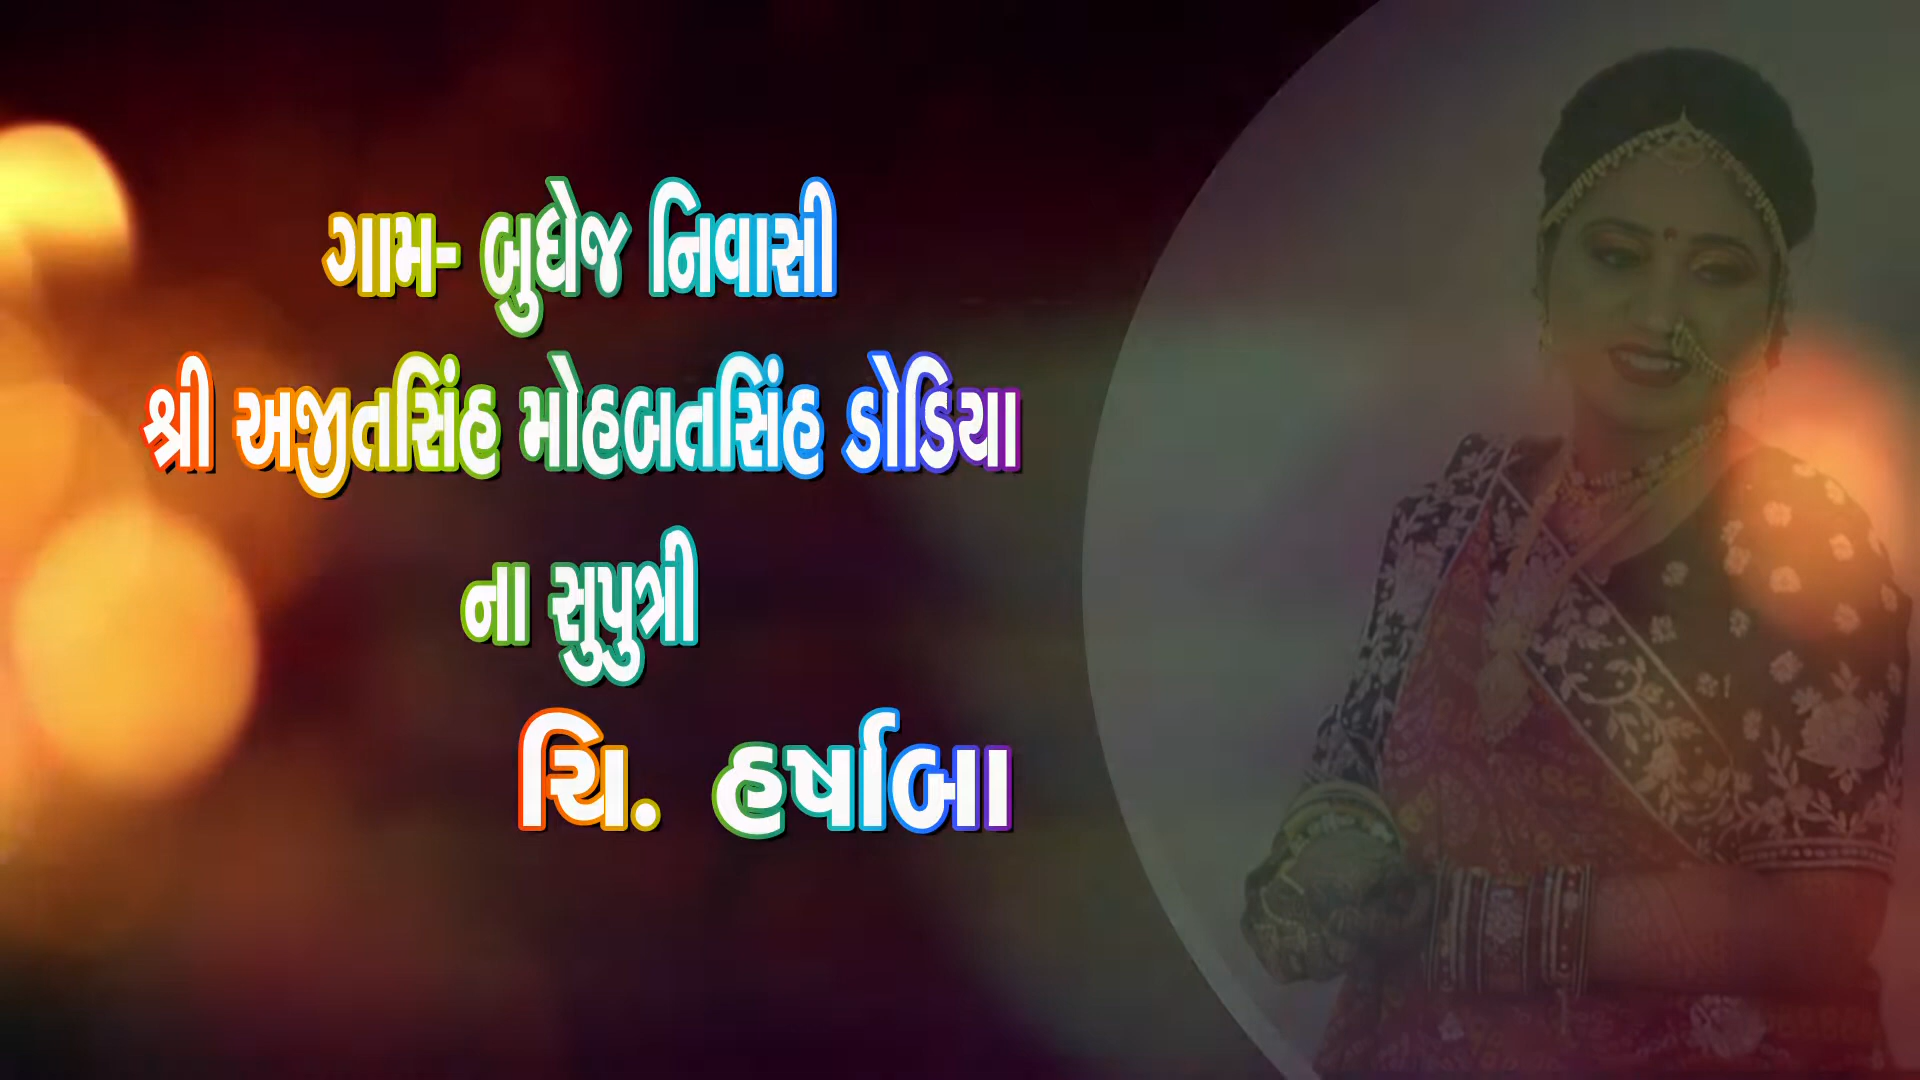 ગામ- બુધેજ નિવાસી
શ્રી અજીતસિંહ મોહબતસિંહ ડોડિયા
ના સુપુત્રી
ચિ. હર્ષાબા